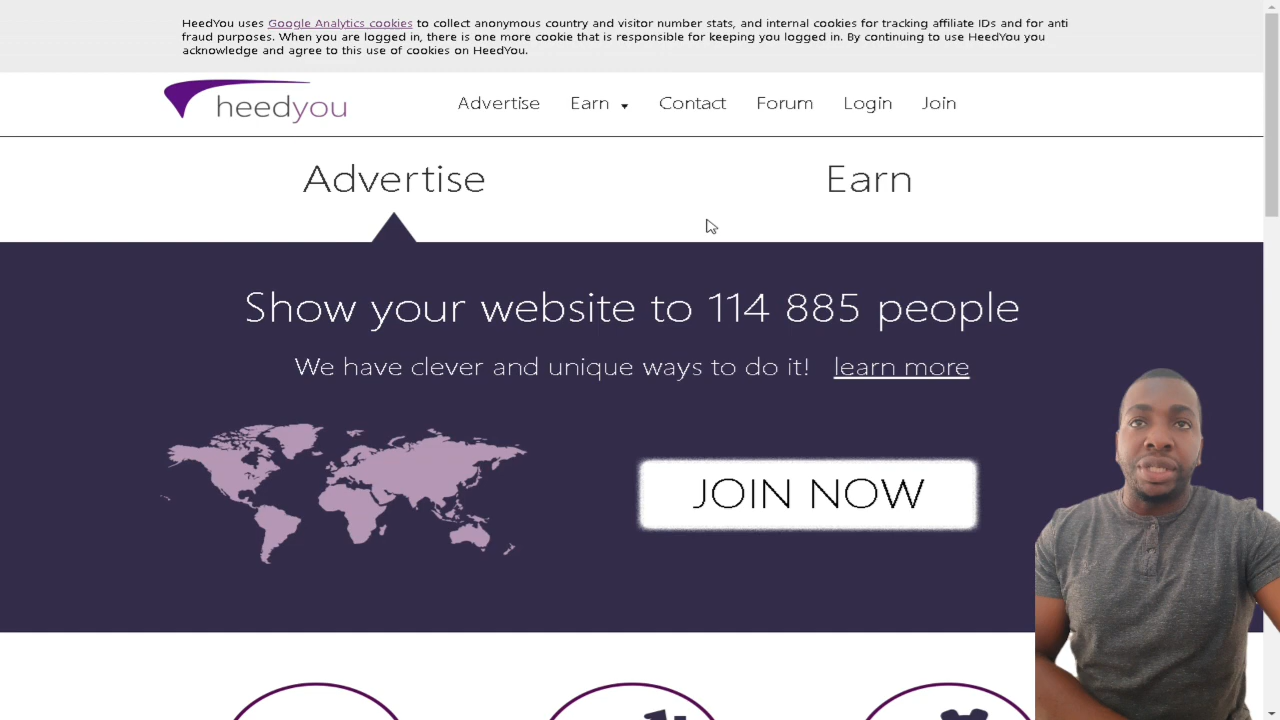 HeedYou uses Google Analytics cookies to collect anonymous country and visitor number stats, and internal cookies for tracking affiliate IDs and for anti
fraud purposes. When you are logged in, there is one more cookie that is responsible for keeping you logged in. By continuing to use HeedYou you
acknowledge and agree to this use of cookies on HeedYou.
heedyou
Advertise Earn Contact Forum Login Join
Advertise Earn
Show your website to 114 885 people
We have clever and unique ways to do it! learn more
JOIN NOW